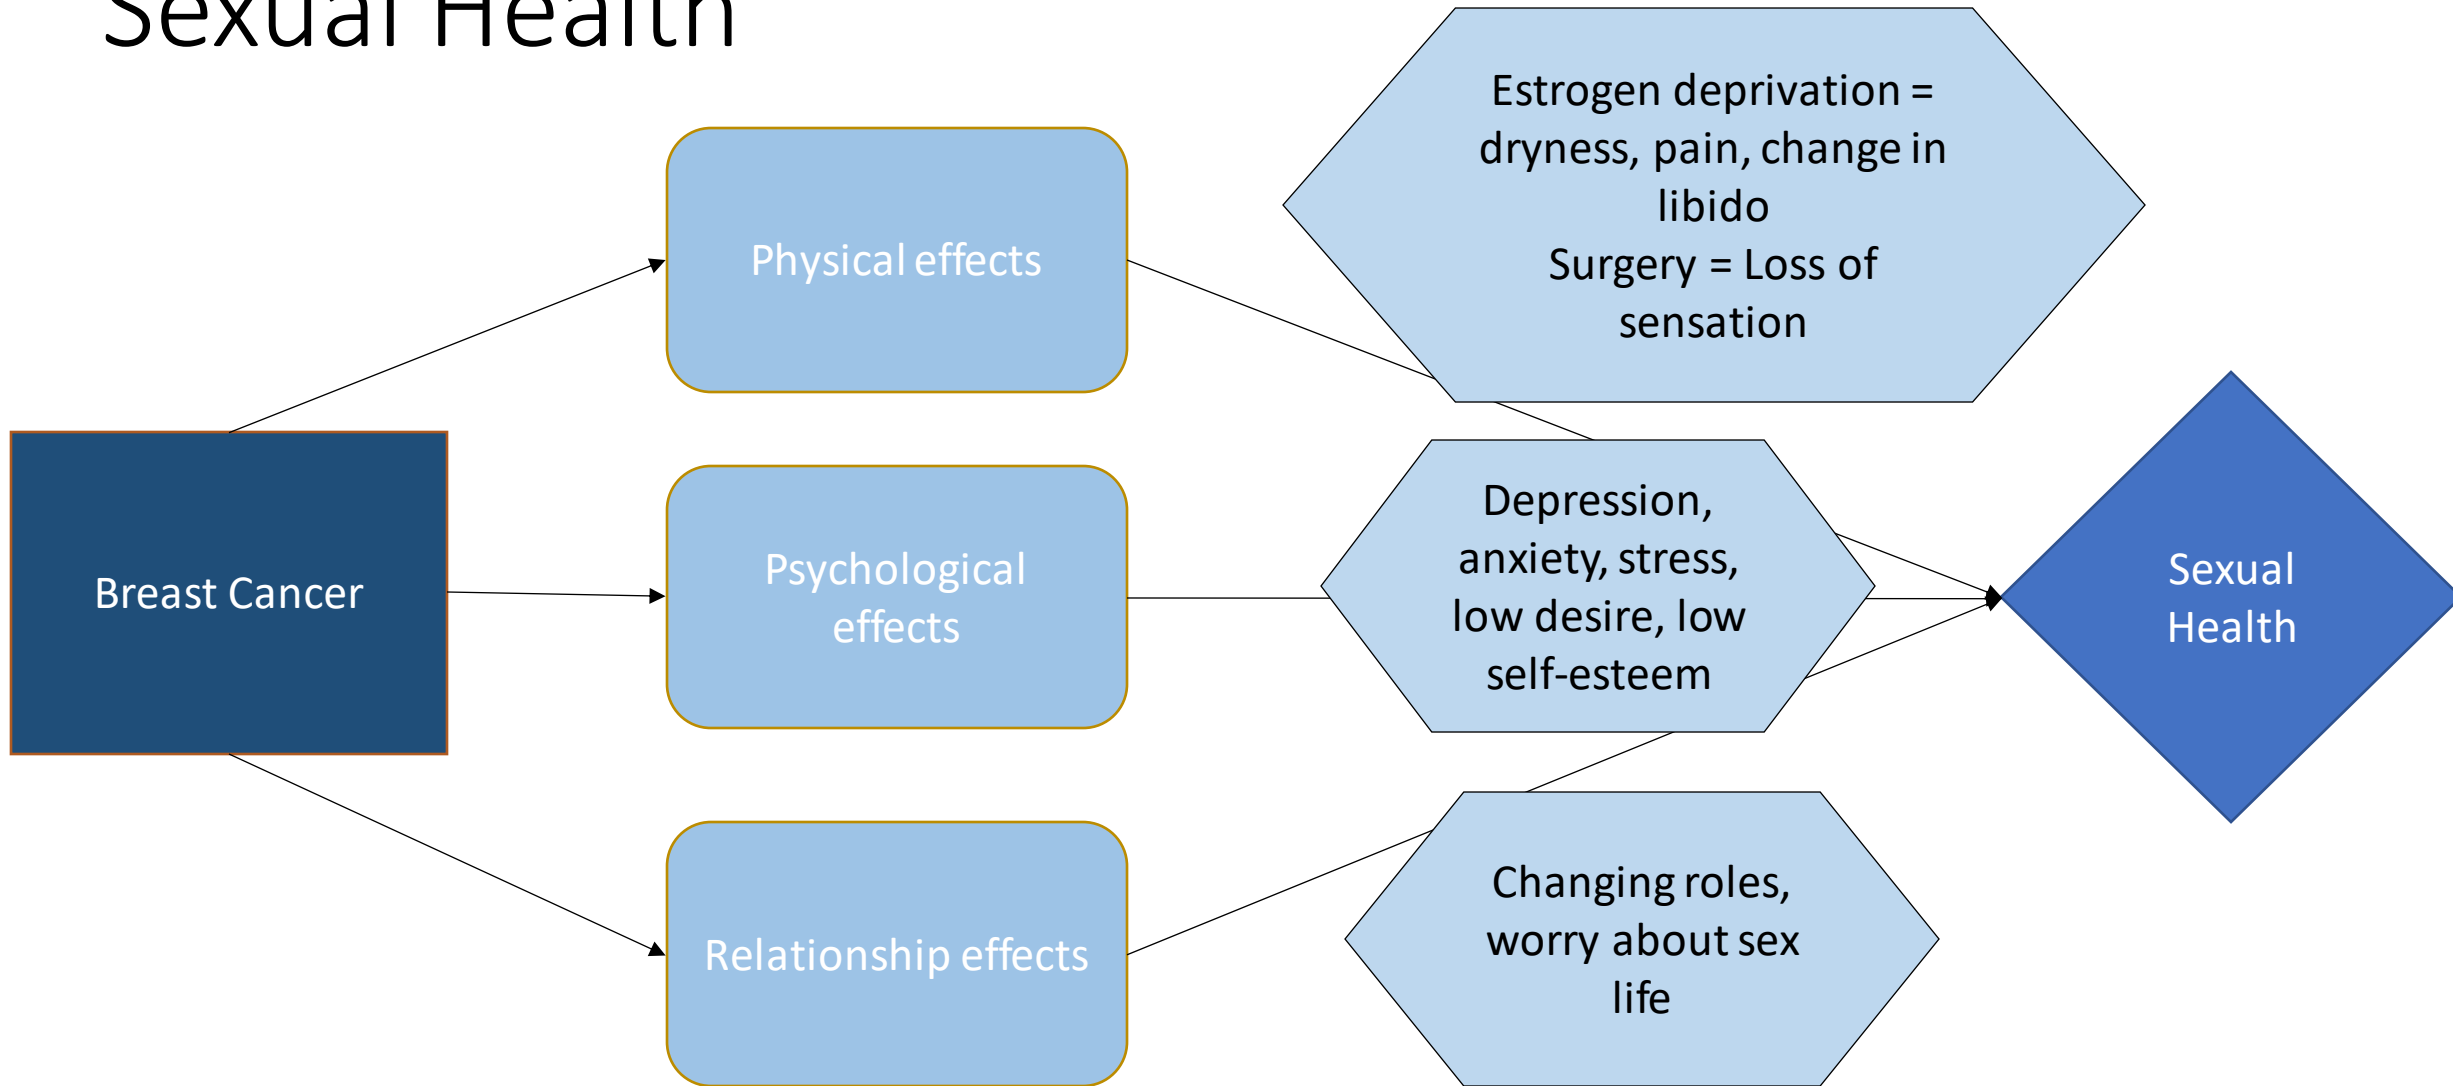 Sexual Health
Estrogen deprivation =
dryness, pain, change in
libido
Surgery = Loss of
sensation
Physical effects
Breast Cancer
Psychological
effects
Depression,
anxiety, stress,
low desire, low
self-esteem
Sexual
Health
Relationship effects
Changing roles,
worry about sex
life